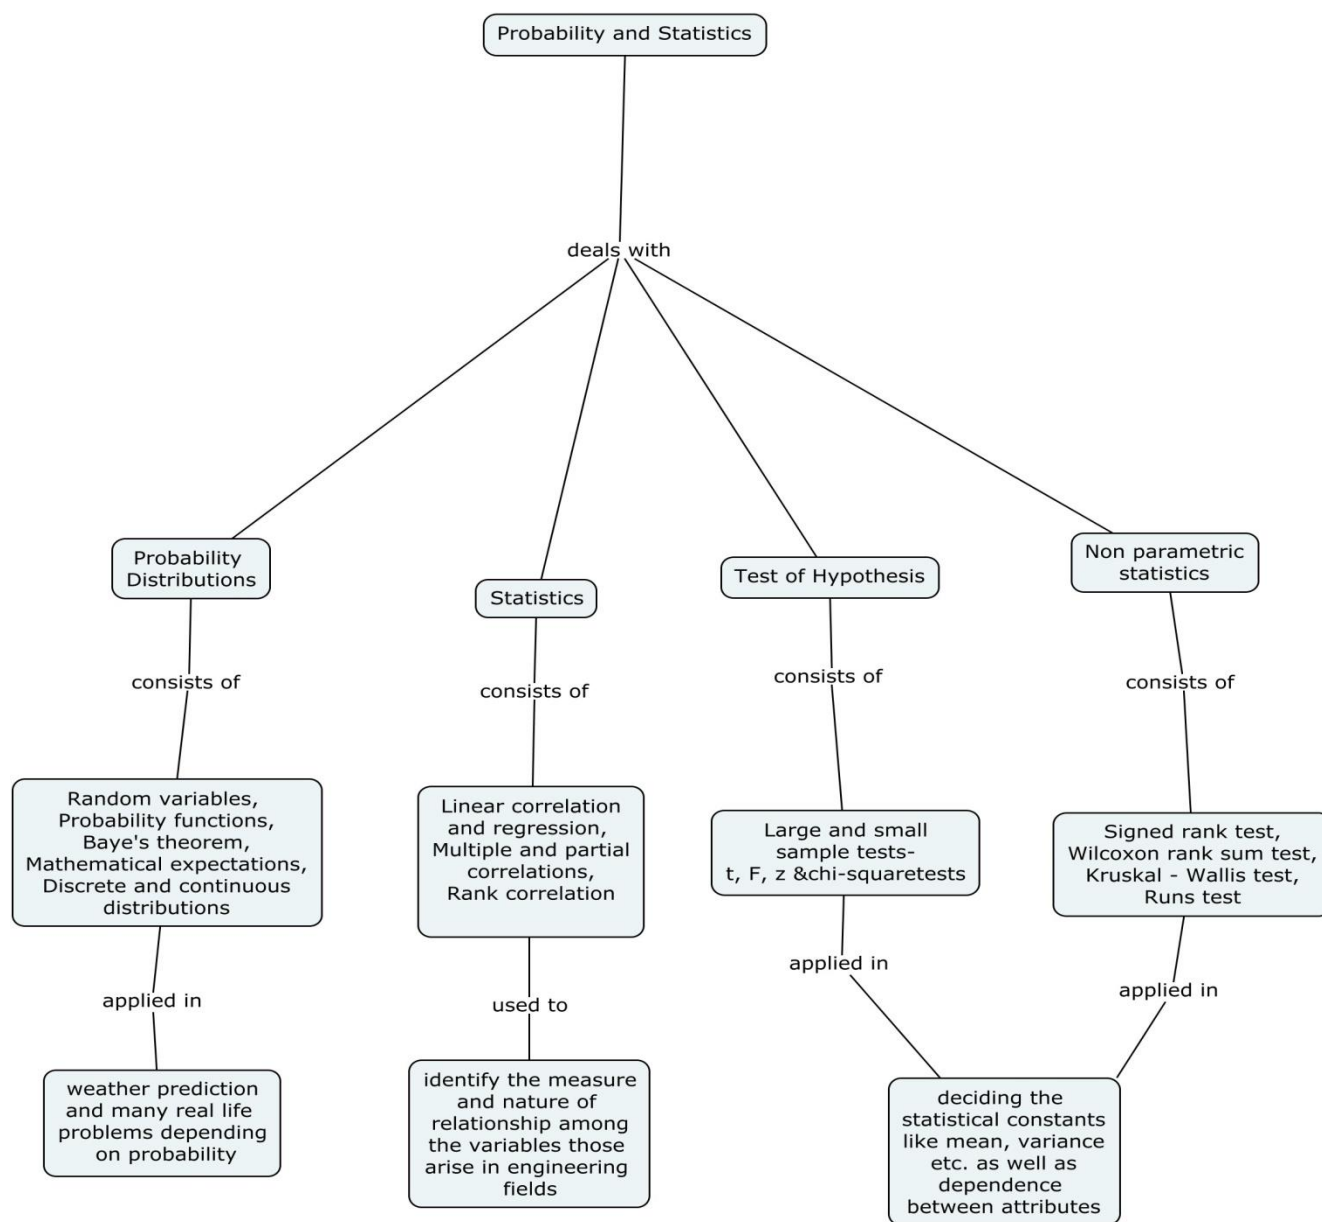 Probability and Statistics
deals with
Probability
Distributions
Statistics
Test of Hypothesis
Non parametric
statistics
consists of
consists of
consists of
consists of
Random variables,
Probability functions,
Baye's theorem,
Mathematical expectations,
Discrete and continuous
distributions
Linear correlation
and regression,
Multiple and partial
correlations,
Rank correlation
Large and small
sample tests-
t, F, z &chi-squaretests
Signed rank test,
Wilcoxon rank sum test,
Kruskal - Wallis test,
Runs test
applied in
used to
applied in
applied in
weather prediction
and many real life
problems depending
on probability
identify the measure
and nature of
relationship among
the variables those
arise in engineering
fields
deciding the
statistical constants
like mean, variance
etc. as well as
dependence
between attributes